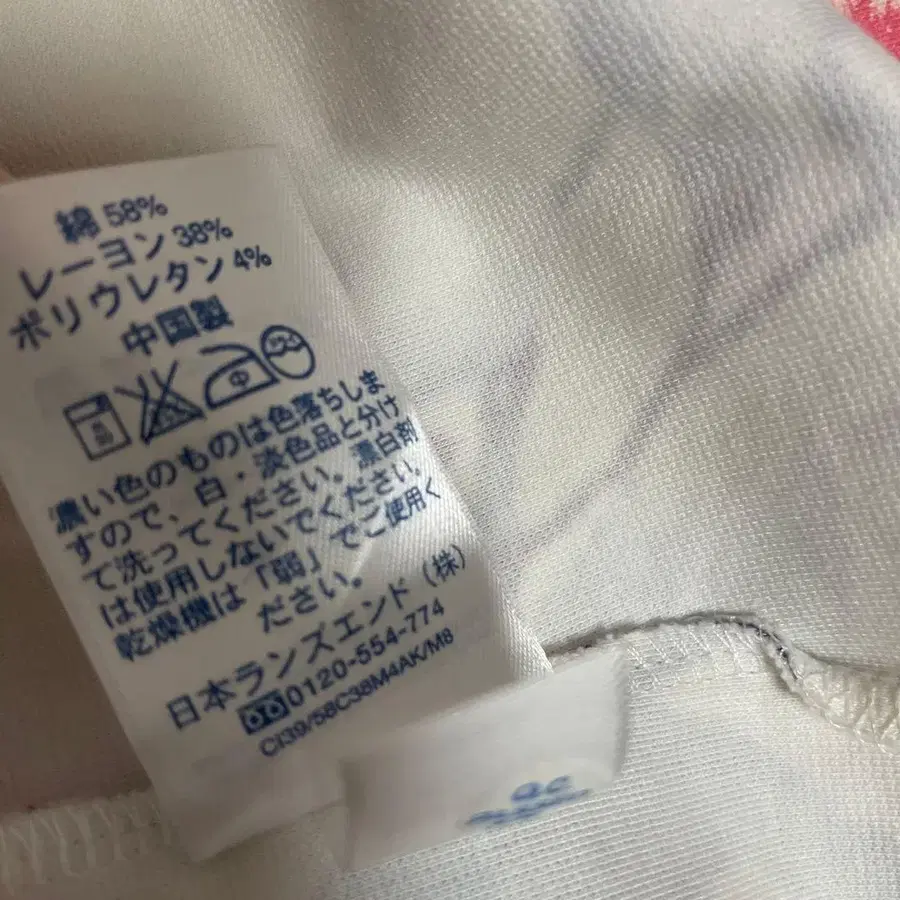 綿 58%
レーヨン 38%
ポリウレタン 4%
中国製
中
濃い色のものは色落ちしま
すので、白・淡色品と分け
て洗ってください。漂白剤
は使用しないでください。
乾燥機は「弱」でご使用く
ださい。
日本ランズエンド(株)
0120-554-774
CI39/58C38M4AK/M8
QC